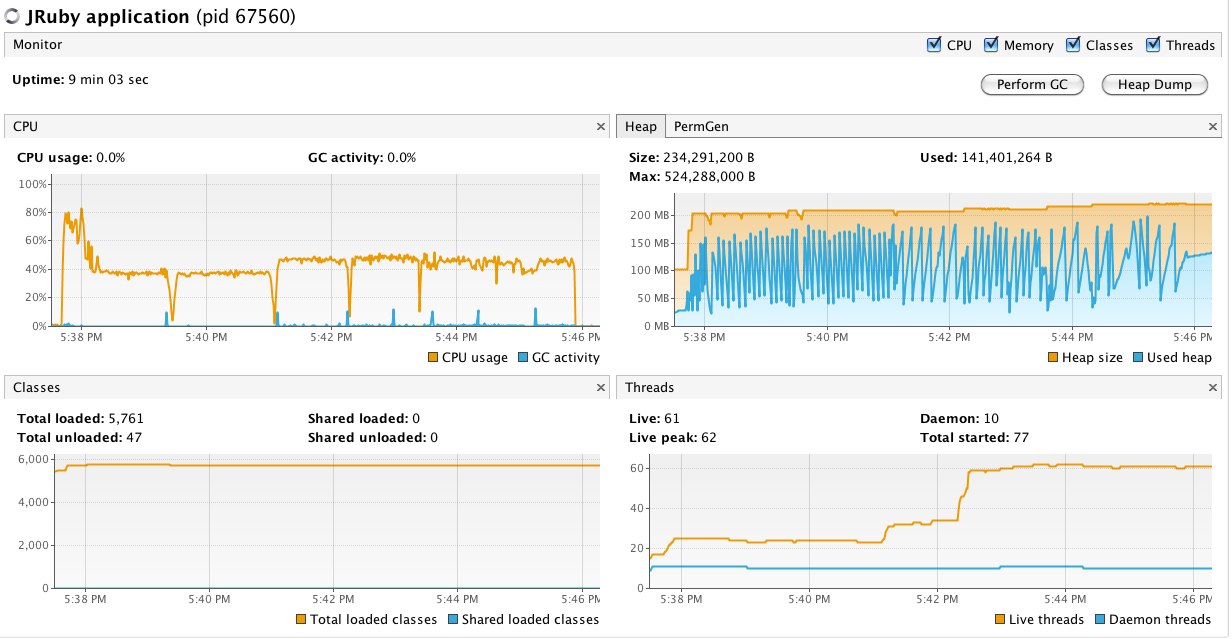 JRuby application (pid 67560)
Monitor
CPU Memory Classes Threads
Uptime: 9 min 03 sec
Perform GC Heap Dump
CPU
CPU usage: 0.0% GC activity: 0.0%
100%
80%
60%
40%
20%
0%
5:38 PM 5:40 PM 5:42 PM 5:44 PM 5:46 PM
CPU usage GC activity
Heap PermGen
Size: 234,291,200 B Used: 141,401,264 B
Max: 524,288,000 B
200 MB
150 MB
100 MB
50 MB
0 MB
5:38 PM 5:40 PM 5:42 PM 5:44 PM 5:46 PM
Heap size Used heap
Classes
Total loaded: 5,761 Shared loaded: 0
Total unloaded: 47 Shared unloaded: 0
6,000
4,000
2,000
0
5:38 PM 5:40 PM 5:42 PM 5:44 PM 5:46 PM
Total loaded classes Shared loaded classes
Threads
Live: 61 Daemon: 10
Live peak: 62 Total started: 77
60
40
20
0
5:38 PM 5:40 PM 5:42 PM 5:44 PM 5:46 PM
Live threads Daemon threads